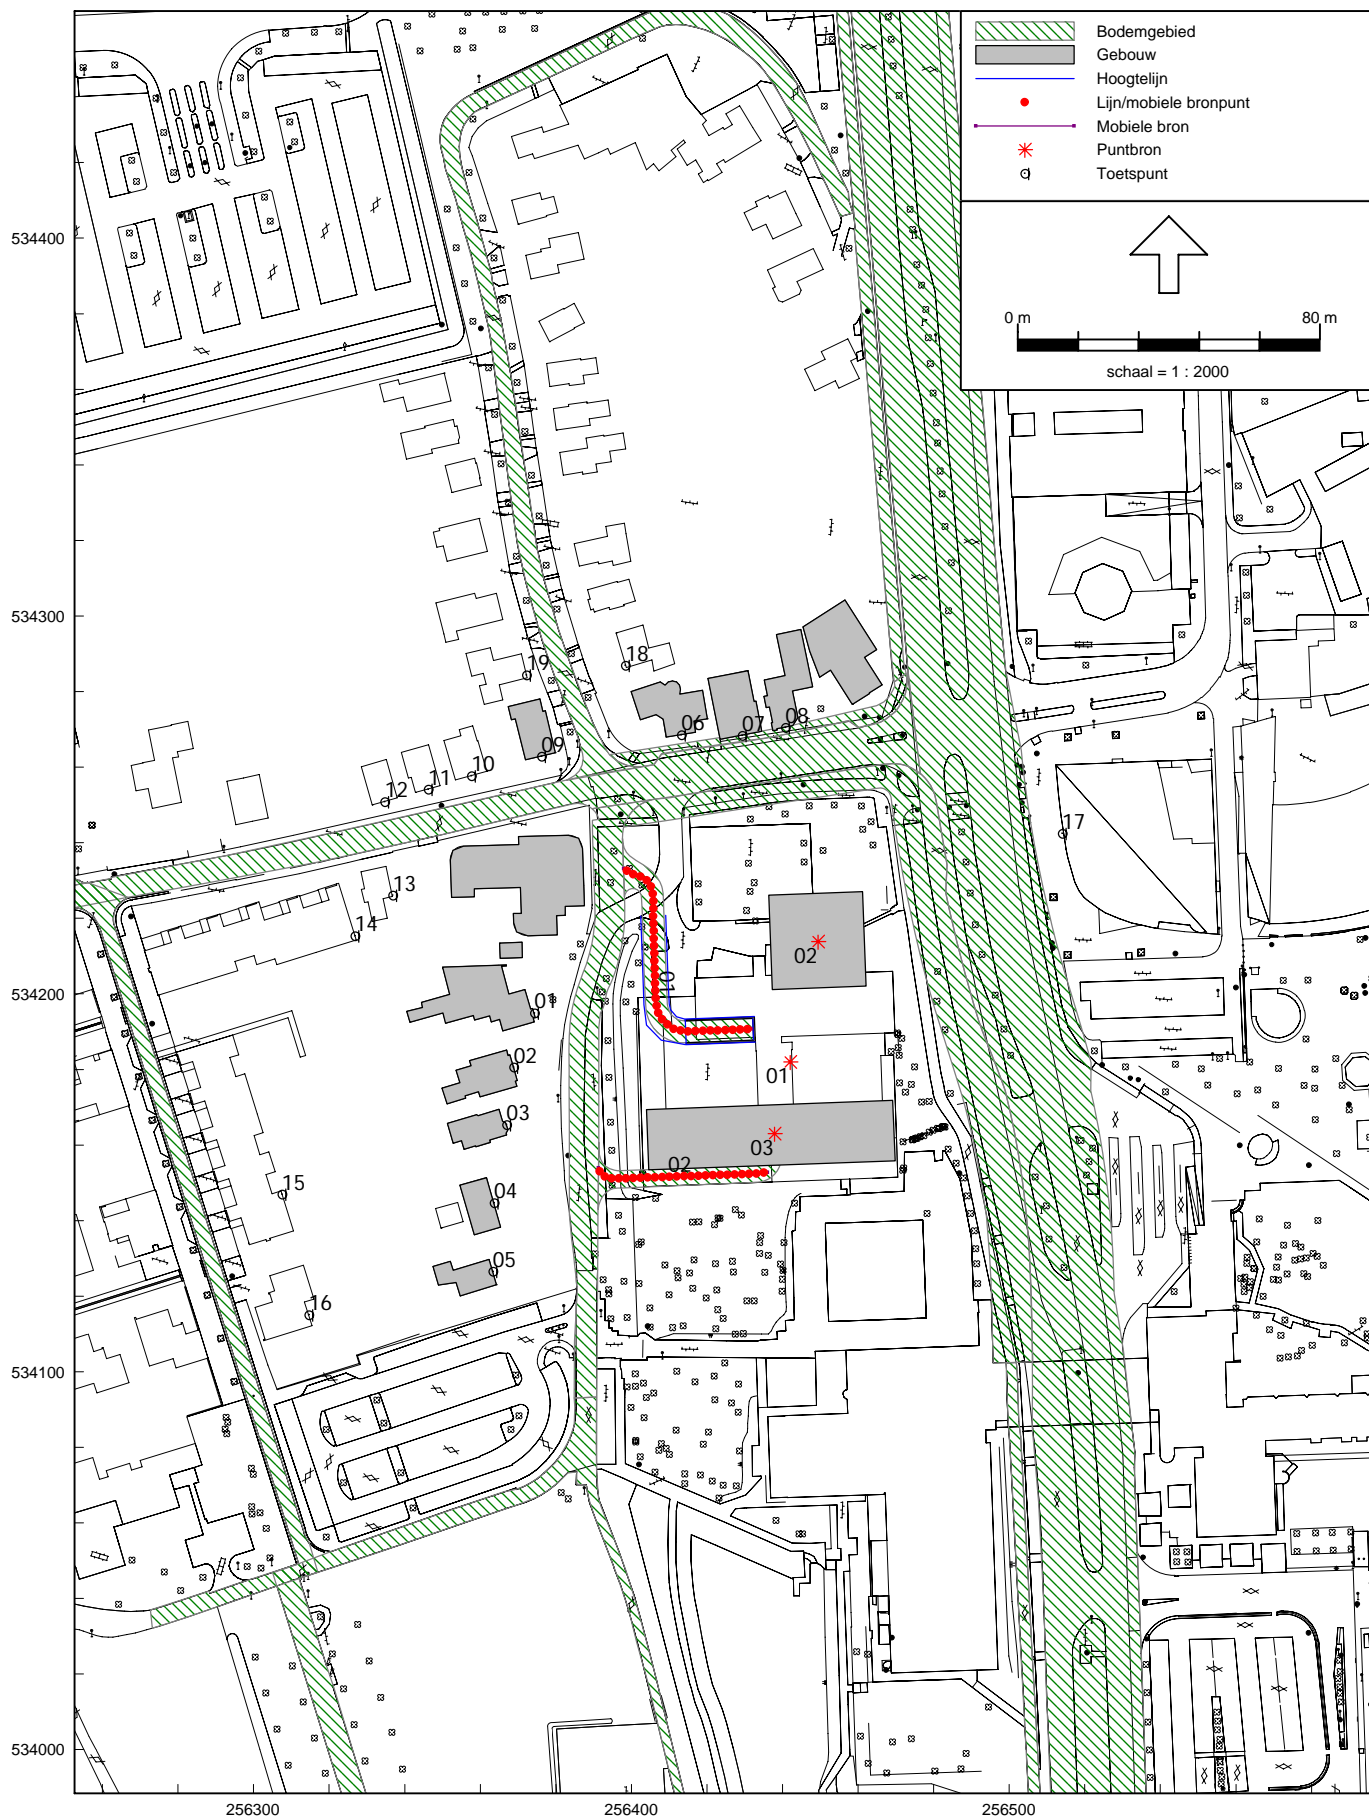 Bodemgebied
Gebouw
Hoogtelijn
Lijn/mobiele bronpunt
Mobiele bron
Puntbron
Toetspunt
0 m 80 m
schaal = 1 : 2000
534400
534300
534200
534100
534000
256300 256400 256500
18
19
06
07
08
09
10
11
12
17
13
14
02
01
01
01
02
03
03
02
15
04
05
16